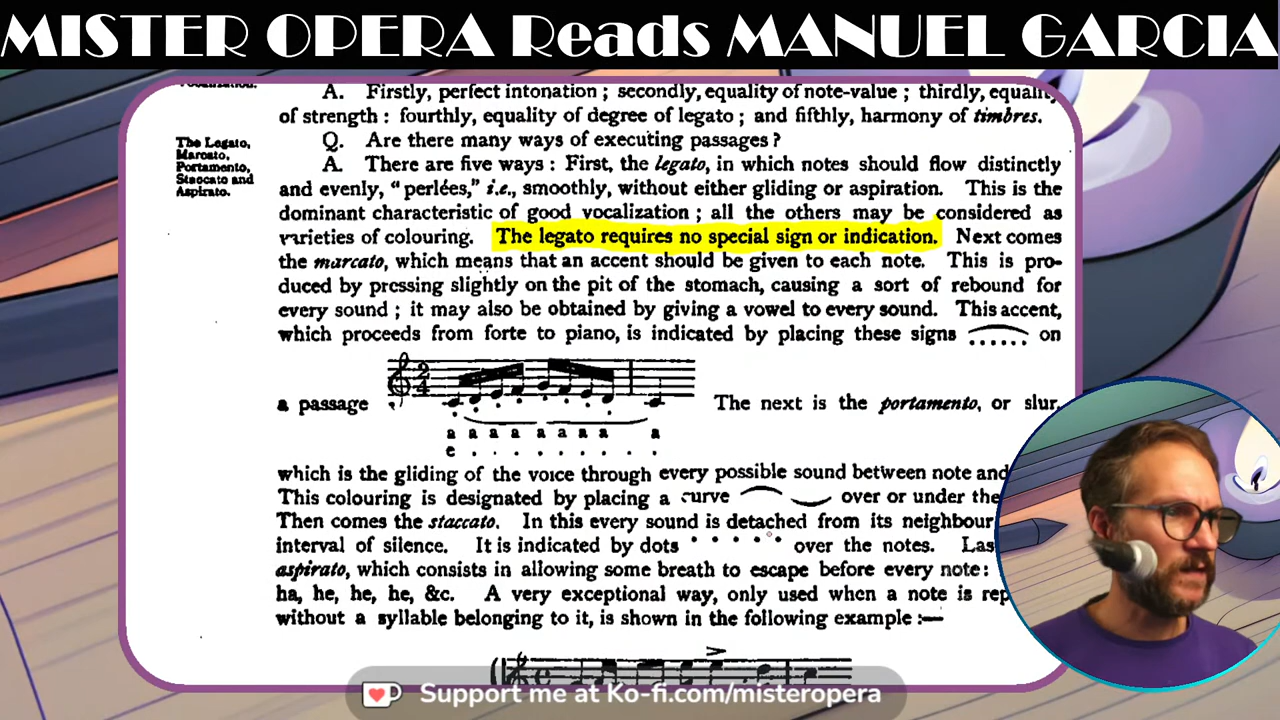 MISTER OPERA Reads MANUEL GARCIA
A. Firstly, perfect intonation ; secondly, equality of note-value ; thirdly, equality
of strength : fourthly, equality of degree of legato ; and fifthly, harmony of timbres.
Q. Are there many ways of executing passages ?
The Legato,
Marcato,
Portamento,
Staccato and
Aspirato.
A. There are five ways : First, the legato, in which notes should flow distinctly
and evenly, “ perlées,” i.e., smoothly, without either gliding or aspiration. This is the
dominant characteristic of good vocalization ; all the others may be considered as
varieties of colouring. The legato requires no special sign or indication. Next comes
the marcato, which means that an accent should be given to each note. This is pro-
duced by pressing slightly on the pit of the stomach, causing a sort of rebound for
every sound ; it may also be obtained by giving a vowel to every sound. This accent,
which proceeds from forte to piano, is indicated by placing these signs ...... on
a passage
2
4
The next is the portamento, or slur,
a a a a a a a a a
e . . . . . . . .
which is the gliding of the voice through every possible sound between note and
This colouring is designated by placing a curve over or under the
Then comes the staccato. In this every sound is detached from its neighbour
interval of silence. It is indicated by dots · · · · · · over the notes. Las
aspirato, which consists in allowing some breath to escape before every note :
ha, he, he, he, &c. A very exceptional way, only used when a note is rep
without a syllable belonging to it, is shown in the following example :—
Support me at Ko-fi.com/misteropera